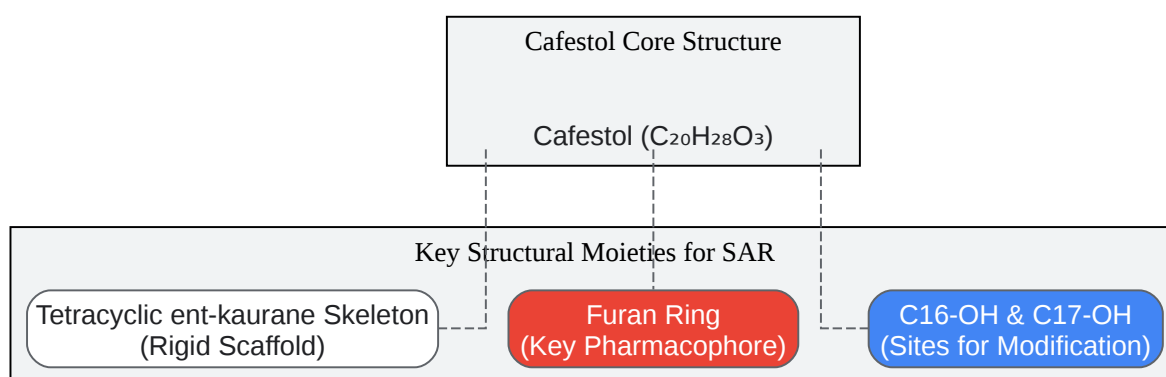 Cafestol Core Structure
Cafestol (C₂₀H₂₈O₃)
Key Structural Moieties for SAR
Tetracyclic ent-kaurane Skeleton
(Rigid Scaffold)
Furan Ring
(Key Pharmacophore)
C16-OH & C17-OH
(Sites for Modification)